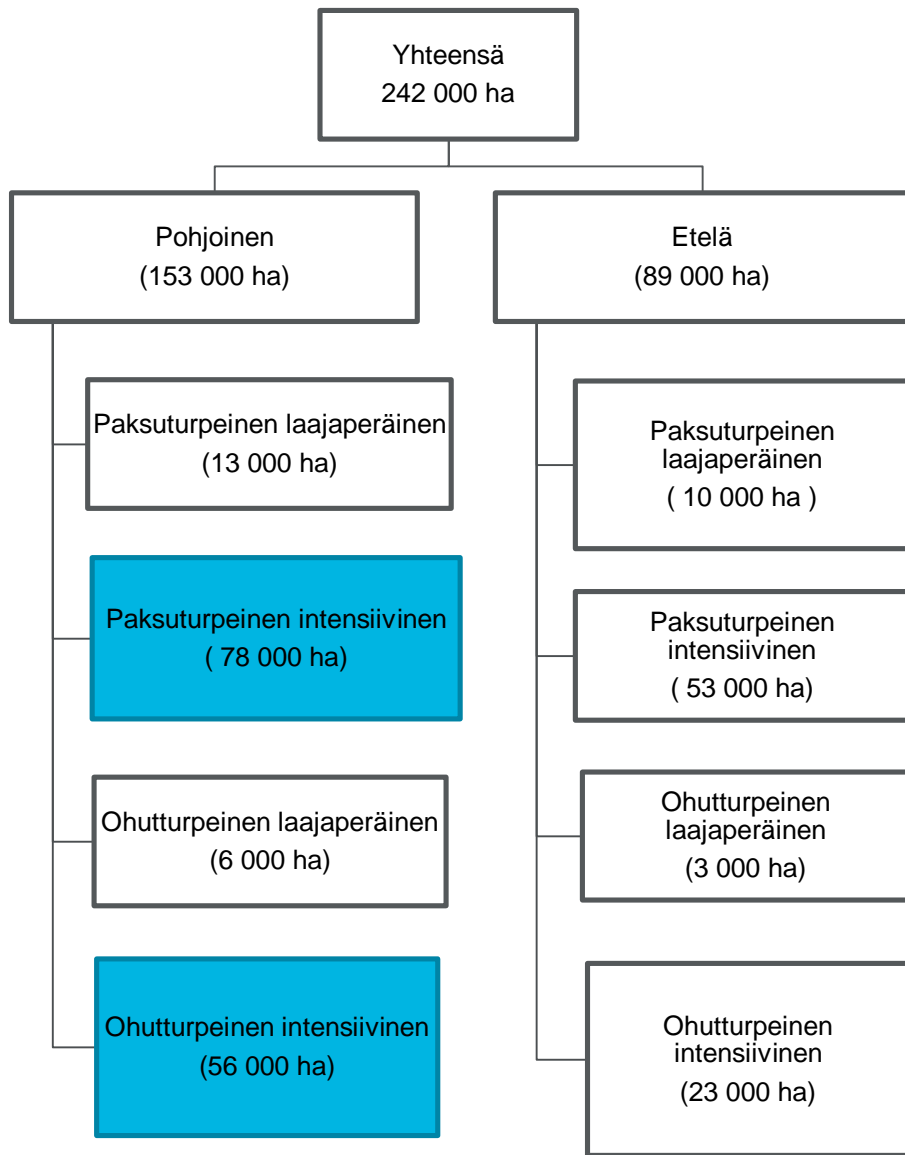 Yhteensä
242 000 ha
Pohjoinen
(153 000 ha)
Etelä
(89 000 ha)
Paksuturpeinen laajaperäinen
(13 000 ha)
Paksuturpeinen intensiivinen
( 78 000 ha)
Ohutturpeinen laajaperäinen
(6 000 ha)
Ohutturpeinen intensiivinen
(56 000 ha)
Paksuturpeinen
laajaperäinen
( 10 000 ha )
Paksuturpeinen
intensiivinen
( 53 000 ha)
Ohutturpeinen
laajaperäinen
(3 000 ha)
Ohutturpeinen
intensiivinen
(23 000 ha)